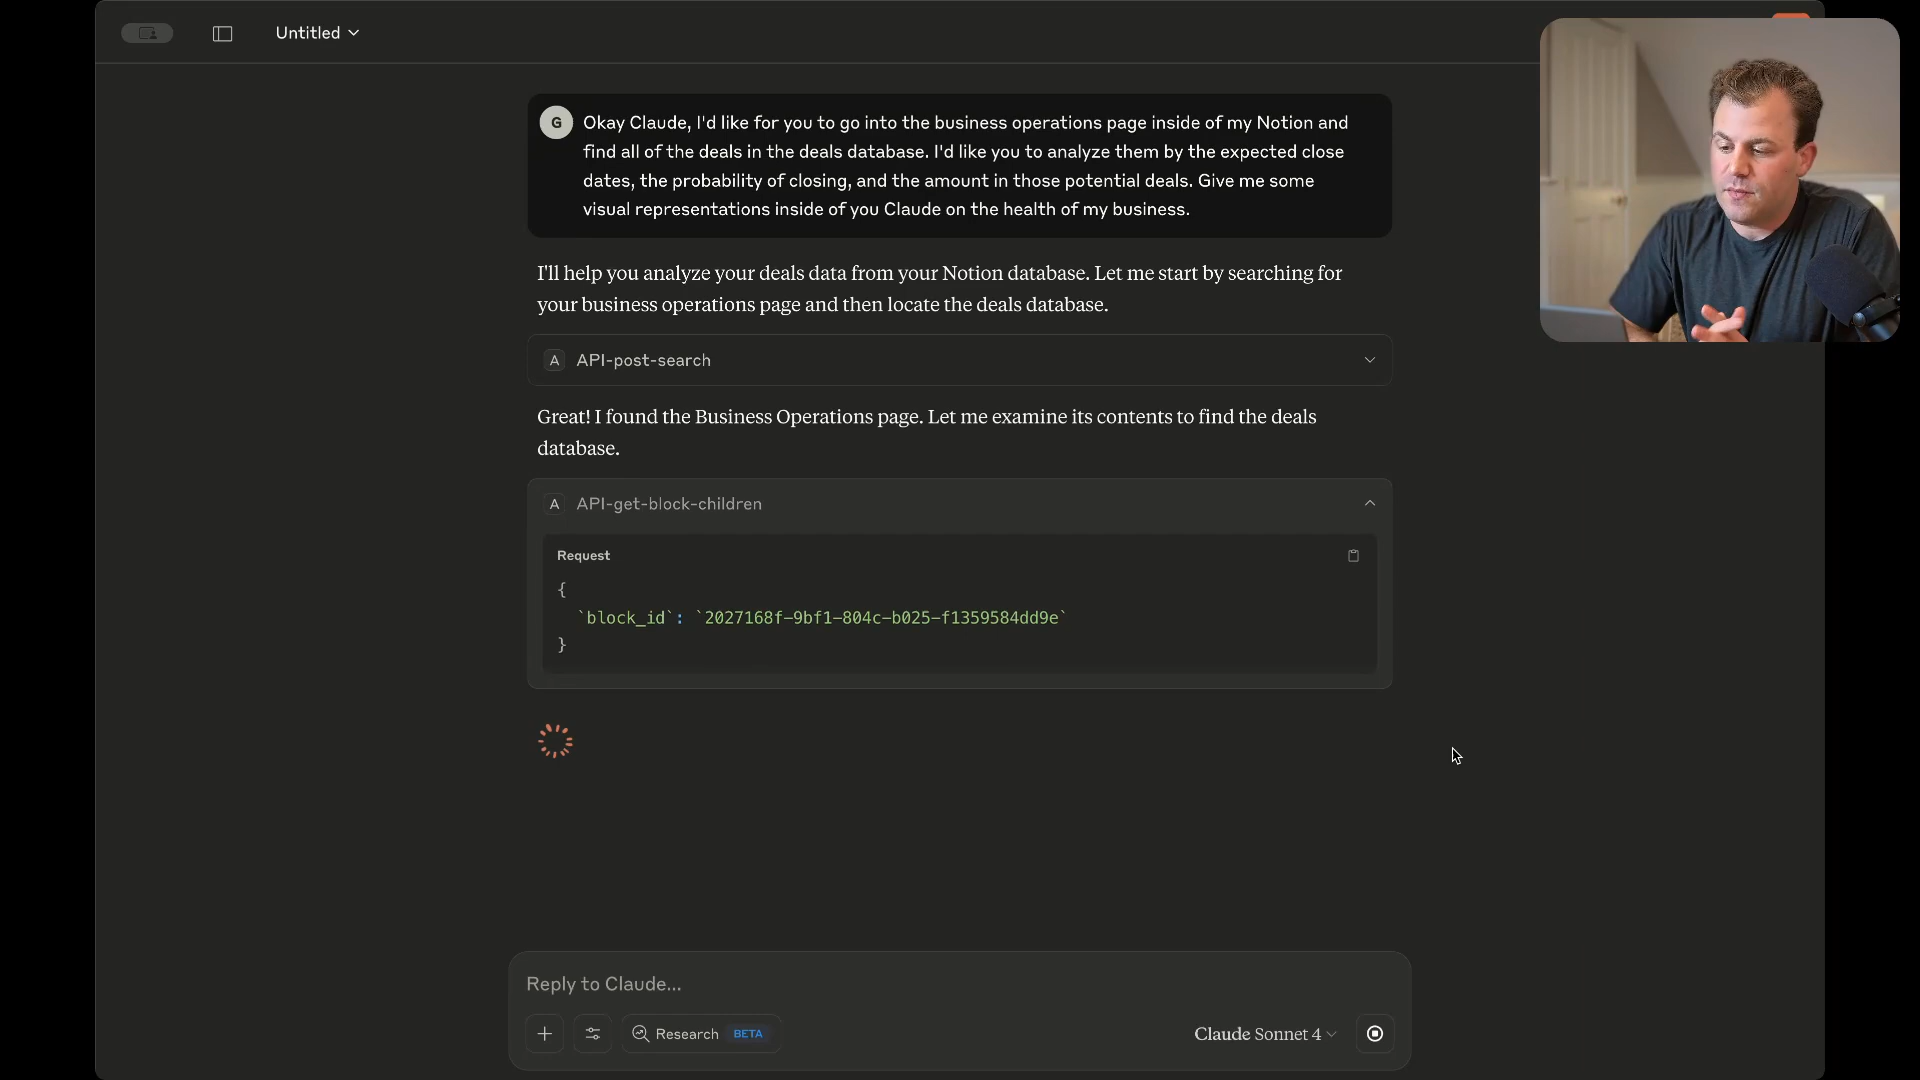 Untitled
G
Okay Claude, I'd like for you to go into the business operations page inside of my Notion and
find all of the deals in the deals database. I'd like you to analyze them by the expected close
dates, the probability of closing, and the amount in those potential deals. Give me some
visual representations inside of you Claude on the health of my business.
I'll help you analyze your deals data from your Notion database. Let me start by searching for
your business operations page and then locate the deals database.
A API-post-search
Great! I found the Business Operations page. Let me examine its contents to find the deals
database.
A API-get-block-children
Request
{
`block_id`: `2027168f-9bf1-804c-b025-f1359584dd9e`
}
Reply to Claude...
Research BETA
Claude Sonnet 4